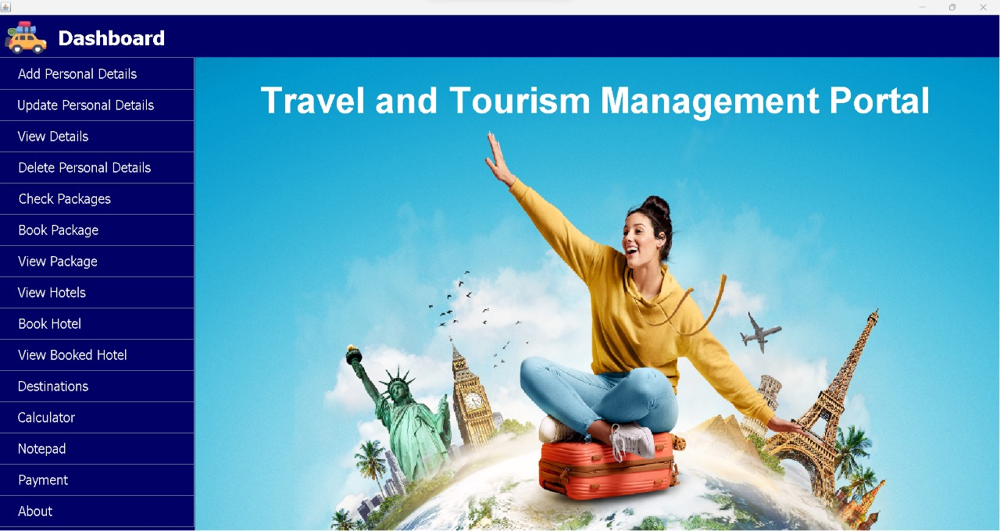 Dashboard
Add Personal Details
Update Personal Details
View Details
Delete Personal Details
Check Packages
Book Package
View Package
View Hotels
Book Hotel
View Booked Hotel
Destinations
Calculator
Notepad
Payment
About
Travel and Tourism Management Portal